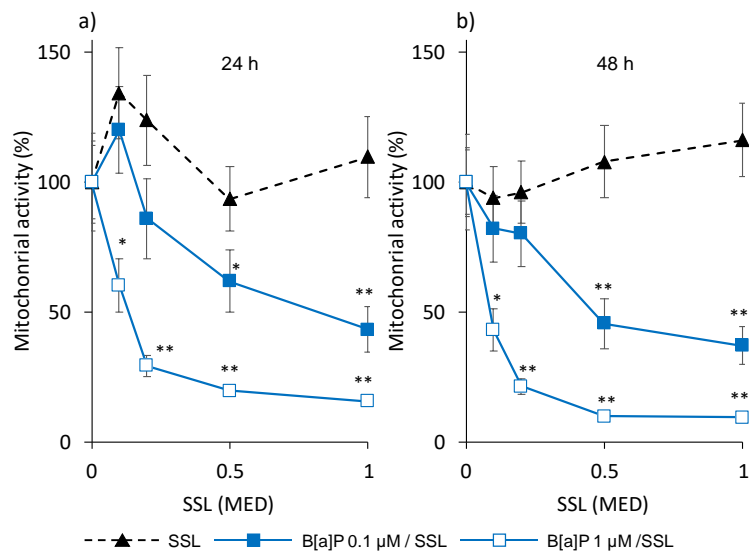 a)
24 h
Mitochonrial activity (%)
150
100
50
0
*
**
*
**
**
**
0 0.5 1
SSL (MED)
b)
48 h
Mitochonrial activity (%)
150
100
50
0
*
**
**
**
**
**
0 0.5 1
SSL (MED)
SSL B[a]P 0.1 µM / SSL B[a]P 1 µM /SSL